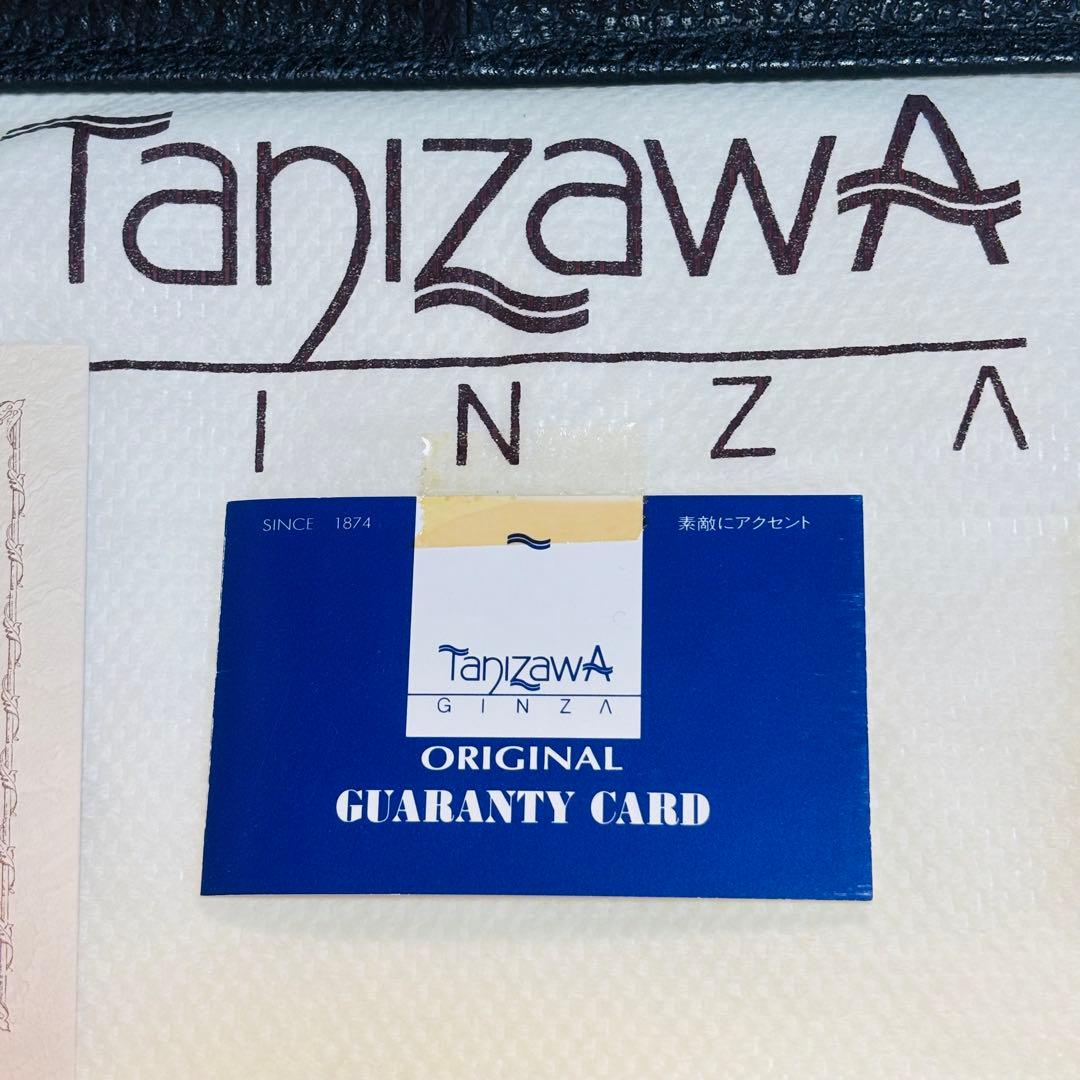 TanizawA
INZA
SINCE 1874
素敵にアクセント
TanizawA
GINZA
ORIGINAL
GUARANTY CARD